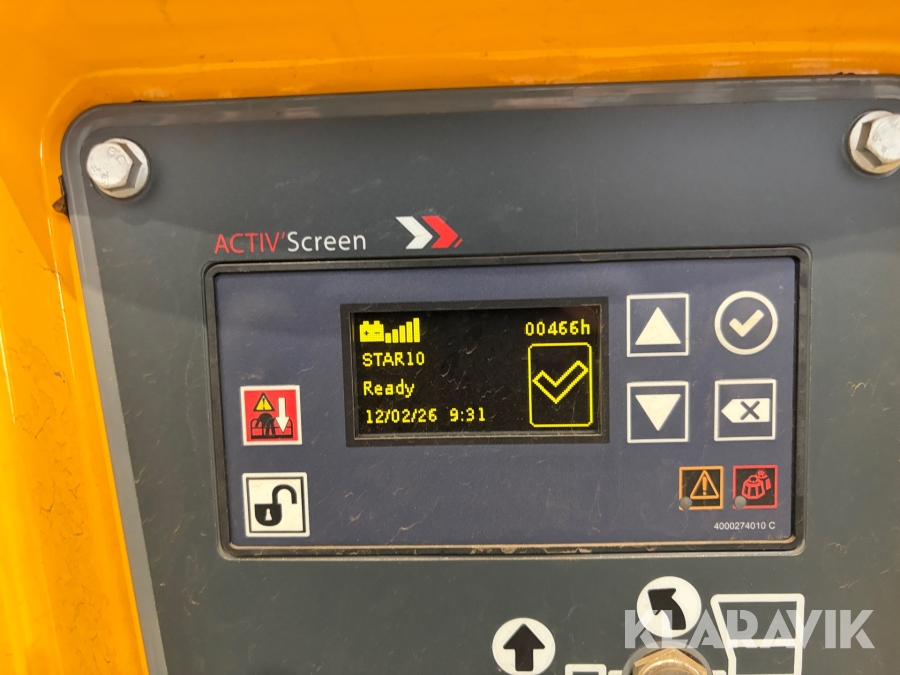 ACTIV'Screen
00466h
STAR10
Ready
12/02/26 9:31
4000274010 C
KLARAVIK